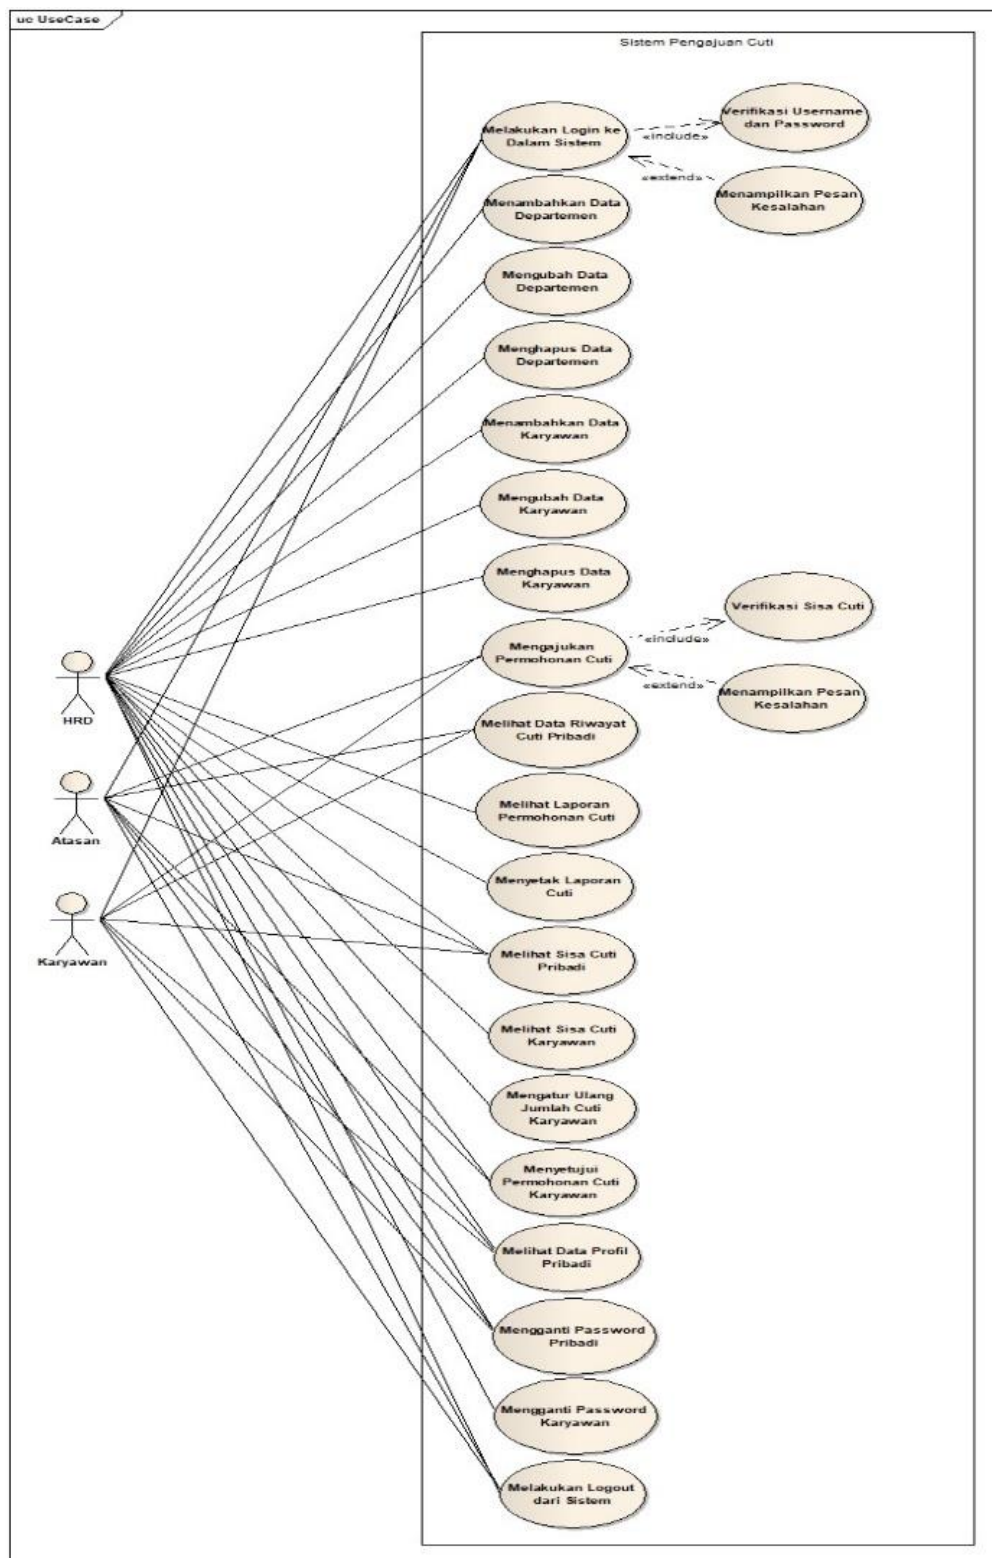 uc UseCase
Sistem Pengajuan Cuti
Melakukan Login ke
Dalam Sistem
«include»
Verifikasi Username
dan Password
«extend»
Menampilkan Pesan
Kesalahan
Menambahkan Data
Departemen
Mengubah Data
Departemen
Menghapus Data
Departemen
Menambahkan Data
Karyawan
Mengubah Data
Karyawan
Menghapus Data
Karyawan
Mengajukan
Permohonan Cuti
«include»
Verifikasi Sisa Cuti
«extend»
Menampilkan Pesan
Kesalahan
HRD
Melihat Data Riwayat
Cuti Pribadi
Melihat Laporan
Permohonan Cuti
Atasan
Menyetak Laporan
Cuti
Karyawan
Melihat Sisa Cuti
Pribadi
Melihat Sisa Cuti
Karyawan
Mengatur Ulang
Jumlah Cuti
Karyawan
Menyetujui
Permohonan Cuti
Karyawan
Melihat Data Profil
Pribadi
Mengganti Password
Pribadi
Mengganti Password
Karyawan
Melakukan Logout
dari Sistem